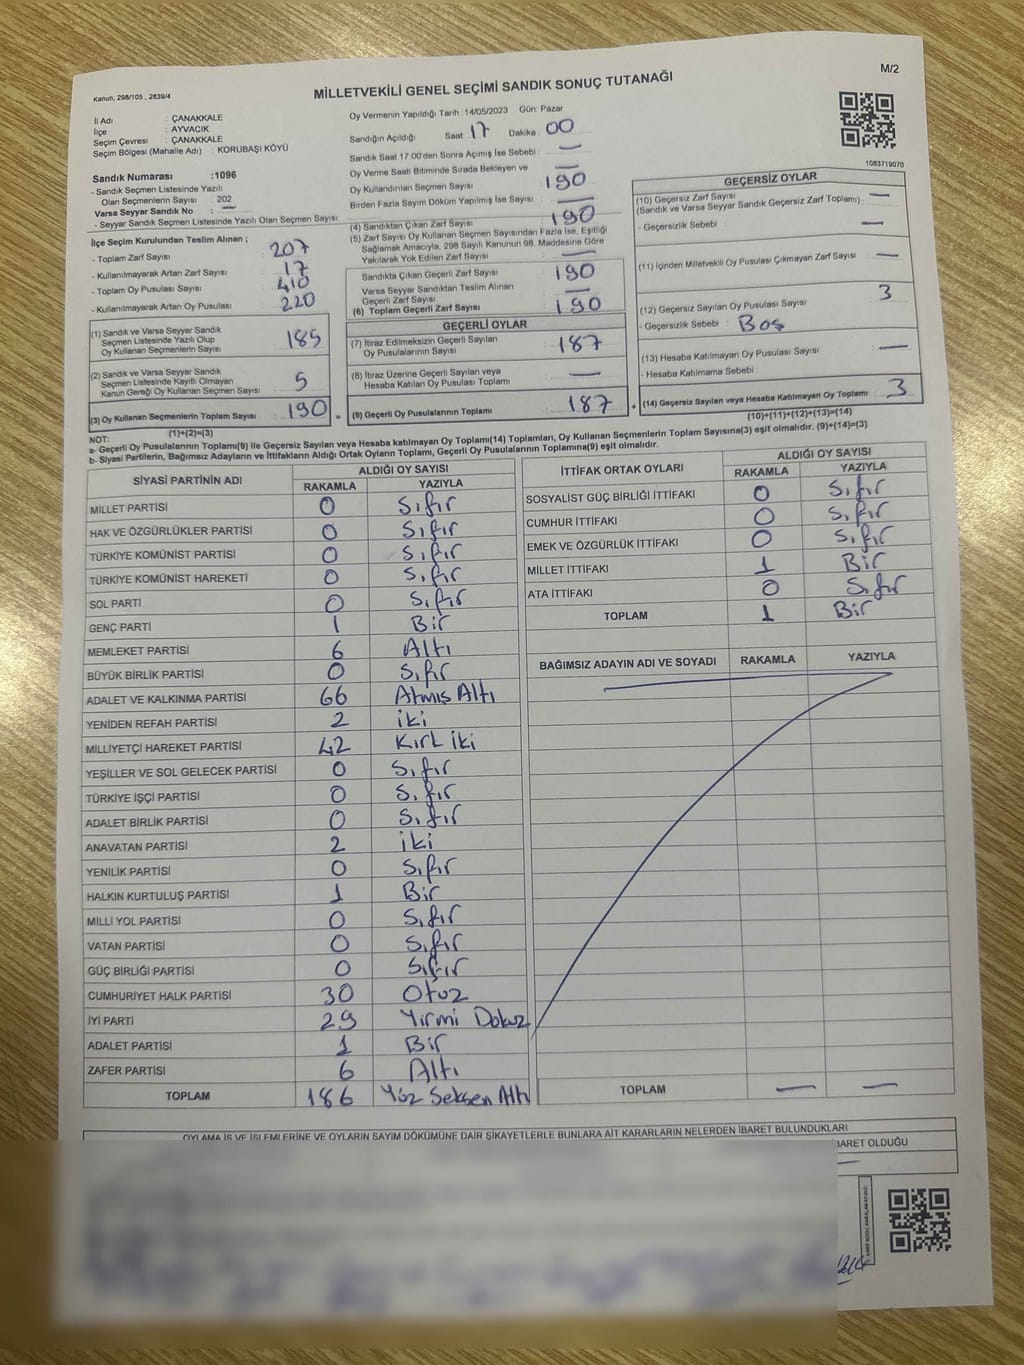 M/2
Kanun; 298/105 , 2839/4
MİLLETVEKİLİ GENEL SEÇİMİ SANDIK SONUÇ TUTANAĞI
İl Adı : ÇANAKKALE
İlçe : AYVACIK
Seçim Çevresi : ÇANAKKALE
Seçim Bölgesi (Mahalle Adı) : KORUBAŞI KÖYÜ
Sandık Numarası :1096
- Sandık Seçmen Listesinde Yazılı
Olan Seçmenlerin Sayısı : 202
Varsa Seyyar Sandık No : —
- Seyyar Sandık Seçmen Listesinde Yazılı Olan Seçmen Sayısı
İlçe Seçim Kurulundan Teslim Alınan ;
- Toplam Zarf Sayısı : 207
- Kullanılmayarak Artan Zarf Sayısı : 17
- Toplam Oy Pusulası : 410
- Kullanılmayarak Artan Oy Pusulası : 220
(1) Sandık ve Varsa Seyyar Sandık
Seçmen Listesinde Yazılı Olup
Oy Kullanan Seçmenlerin Sayısı : 185
(2) Sandık ve Varsa Seyyar Sandık
Seçmen Listesinde Kayıtlı Olmayan
Kanun Gereği Oy Kullanan Seçmen Sayısı : 5
(3) Oy Kullanan Seçmenlerin Toplam Sayısı : 190 =
(1)+(2)=(3)
Oy Vermenin Yapıldığı Tarih :14/05/2023 Gün: Pazar
Sandığın Açıldığı Saat 17 Dakika : 00
Sandık Saat 17:00'den Sonra Açımış İse Sebebi : —
Oy Verme Saati Bitiminde Sırada Bekleyen ve —
Oy Kullandırılan Seçmen Sayısı : 190
Birden Fazla Sayım Döküm Yapılmış İse Sayısı : —
(4) Sandıktan Çıkan Zarf Sayısı : 190
(5) Zarf Sayısı Oy Kullanan Seçmen Sayısından Fazla İse, Eşitliği
Sağlamak Amacıyla, 298 Sayılı Kanunun 98. Maddesine Göre
Yakılarak Yok Edilen Zarf Sayısı : —
Sandıkta Çıkan Geçerli Zarf Sayısı : 190
Varsa Seyyar Sandıktan Teslim Alınan
Geçerli Zarf Sayısı : —
(6) Toplam Geçerli Zarf Sayısı : 190
GEÇERLİ OYLAR
(7) İtiraz Edilmeksizin Geçerli Sayılan
Oy Pusulalarının Sayısı : 187
(8) İtiraz Üzerine Geçerli Sayılan veya
Hesaba Katılan Oy Pusulası Toplamı : —
(9) Geçerli Oy Pusulalarının Toplamı : 187 +
GEÇERSİZ OYLAR
1083719070
(10) Geçersiz Zarf Sayısı : —
(Sandık ve Varsa Seyyar Sandık Geçersiz Zarf Toplamı)
- Geçersizlik Sebebi : —
(11) İçinden Milletvekili Oy Pusulası Çıkmayan Zarf Sayısı : —
(12) Geçersiz Sayılan Oy Pusulası Sayısı : 3
- Geçersizlik Sebebi : Boş
(13) Hesaba Katılmayan Oy Pusulası Sayısı : —
- Hesaba Katılmama Sebebi :
(14) Geçersiz Sayılan veya Hesaba Katılmayan Oy Toplamı : 3
(10)+(11)+(12)+(13)=(14)
NOT:
a- Geçerli Oy Pusulalarının Toplamı(9) ile Geçersiz Sayılan veya Hesaba katılmayan Oy Toplamı(14) Toplamları, Oy Kullanan Seçmenlerin Toplam Sayısına(3) eşit olmalıdır. (9)+(14)=(3)
b- Siyasi Partilerin, Bağımsız Adayların ve İttifakların Aldığı Ortak Oyların Toplamı, Geçerli Oy Pusulalarının Toplamına(9) eşit olmalıdır.
SİYASİ PARTİNİN ADI ALDIĞI OY SAYISI
RAKAMLA YAZIYLA
MİLLET PARTİSİ 0 Sıfır
HAK VE ÖZGÜRLÜKLER PARTİSİ 0 Sıfır
TÜRKİYE KOMÜNİST PARTİSİ 0 Sıfır
TÜRKİYE KOMÜNİST HAREKETİ 0 Sıfır
SOL PARTİ 0 Sıfır
GENÇ PARTİ 1 Bir
MEMLEKET PARTİSİ 6 Altı
BÜYÜK BİRLİK PARTİSİ 0 Sıfır
ADALET VE KALKINMA PARTİSİ 66 Atmış Altı
YENİDEN REFAH PARTİSİ 2 iki
MİLLİYETÇİ HAREKET PARTİSİ 42 Kırk iki
YEŞİLLER VE SOL GELECEK PARTİSİ 0 Sıfır
TÜRKİYE İŞÇİ PARTİSİ 0 Sıfır
ADALET BİRLİK PARTİSİ 0 Sıfır
ANAVATAN PARTİSİ 2 iki
YENİLİK PARTİSİ 0 Sıfır
HALKIN KURTULUŞ PARTİSİ 1 Bir
MİLLİ YOL PARTİSİ 0 Sıfır
VATAN PARTİSİ 0 Sıfır
GÜÇ BİRLİĞİ PARTİSİ 0 Sıfır
CUMHURİYET HALK PARTİSİ 30 Otuz
İYİ PARTİ 29 Yirmi Dokuz
ADALET PARTİSİ 1 Bir
ZAFER PARTİSİ 6 Altı
TOPLAM 186 Yüz Seksen Altı
İTTİFAK ORTAK OYLARI ALDIĞI OY SAYISI
RAKAMLA YAZIYLA
SOSYALİST GÜÇ BİRLİĞİ İTTİFAKI 0 Sıfır
CUMHUR İTTİFAKI 0 Sıfır
EMEK VE ÖZGÜRLÜK İTTİFAKI 0 Sıfır
MİLLET İTTİFAKI 1 Bir
ATA İTTİFAKI 0 Sıfır
TOPLAM 1 Bir
BAĞIMSIZ ADAYIN ADI VE SOYADI RAKAMLA YAZIYLA
TOPLAM — —
OYLAMA İŞ VE İŞLEMLERİNE VE OYLARIN SAYIM DÖKÜMÜNE DAİR ŞİKAYETLERLE BUNLARA AİT KARARLARIN NELERDEN İBARET BULUNDUKLARI
BARET OLDUĞU